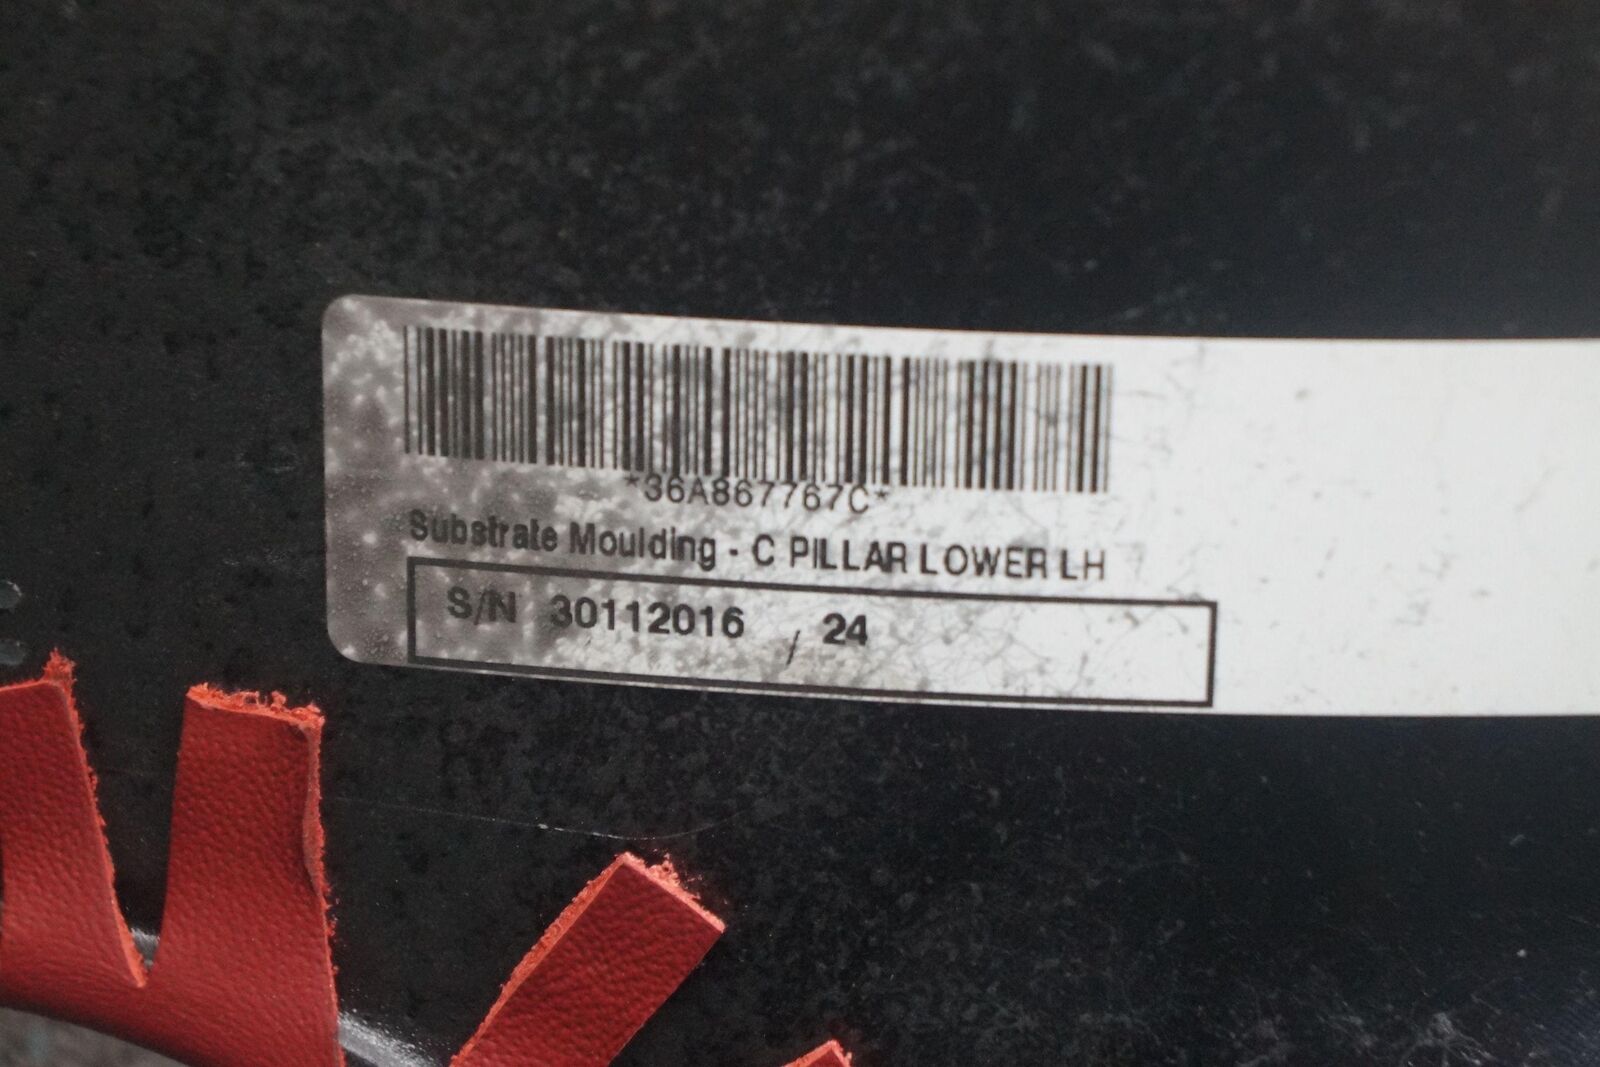 *36A867767C*
Substrate Moulding - C PILLAR LOWER LH
S/N 30112016 / 24